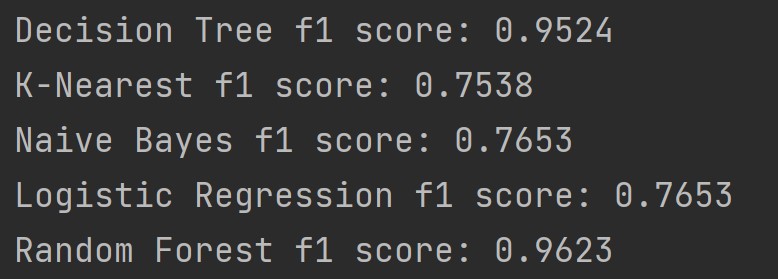 Decision Tree f1 score: 0.9524
K-Nearest f1 score: 0.7538
Naive Bayes f1 score: 0.7653
Logistic Regression f1 score: 0.7653
Random Forest f1 score: 0.9623